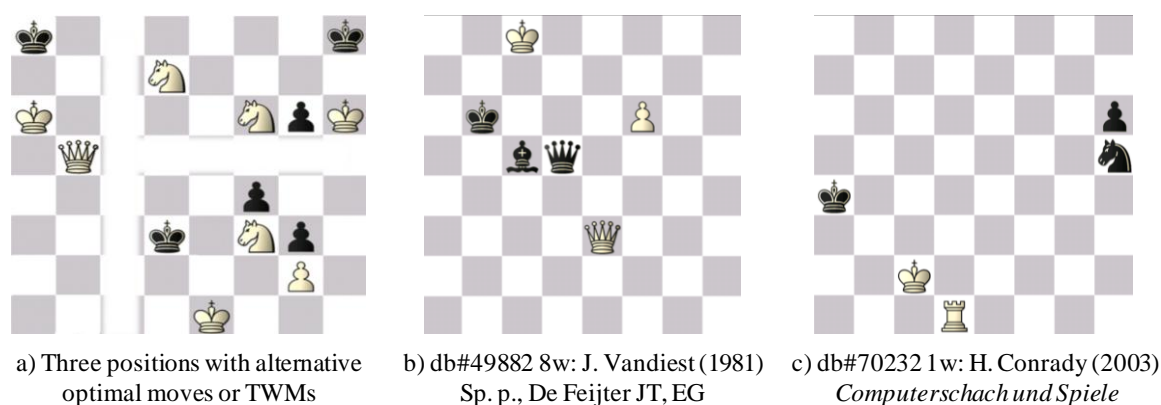 a) Three positions with alternative
optimal moves or TWMs
b) db#49882 8w: J. Vandiest (1981)
Sp. p., De Feijter JT, EG
c) db#70232 1w: H. Conrady (2003)
Computerschach und Spiele